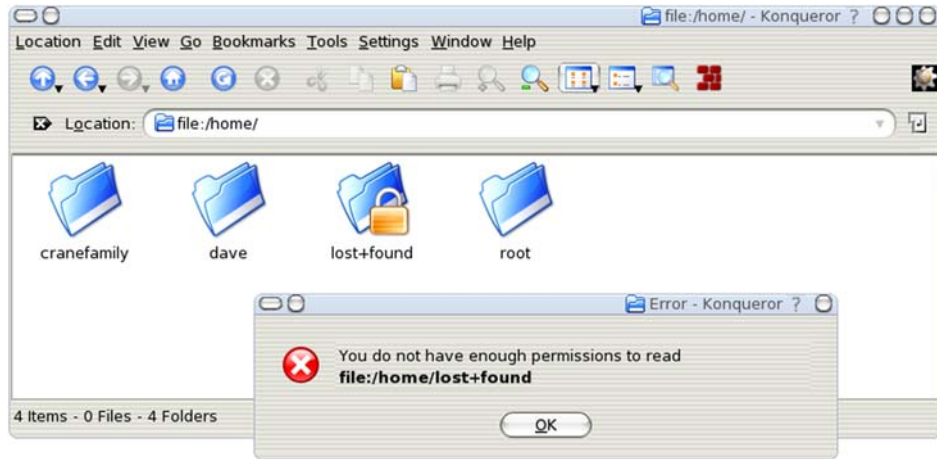 file:/home/ - Konqueror ?
Location Edit View Go Bookmarks Tools Settings Window Help
Location: file:/home/
cranefamily dave lost+found root
Error - Konqueror ?
You do not have enough permissions to read
file:/home/lost+found
OK
4 Items - 0 Files - 4 Folders